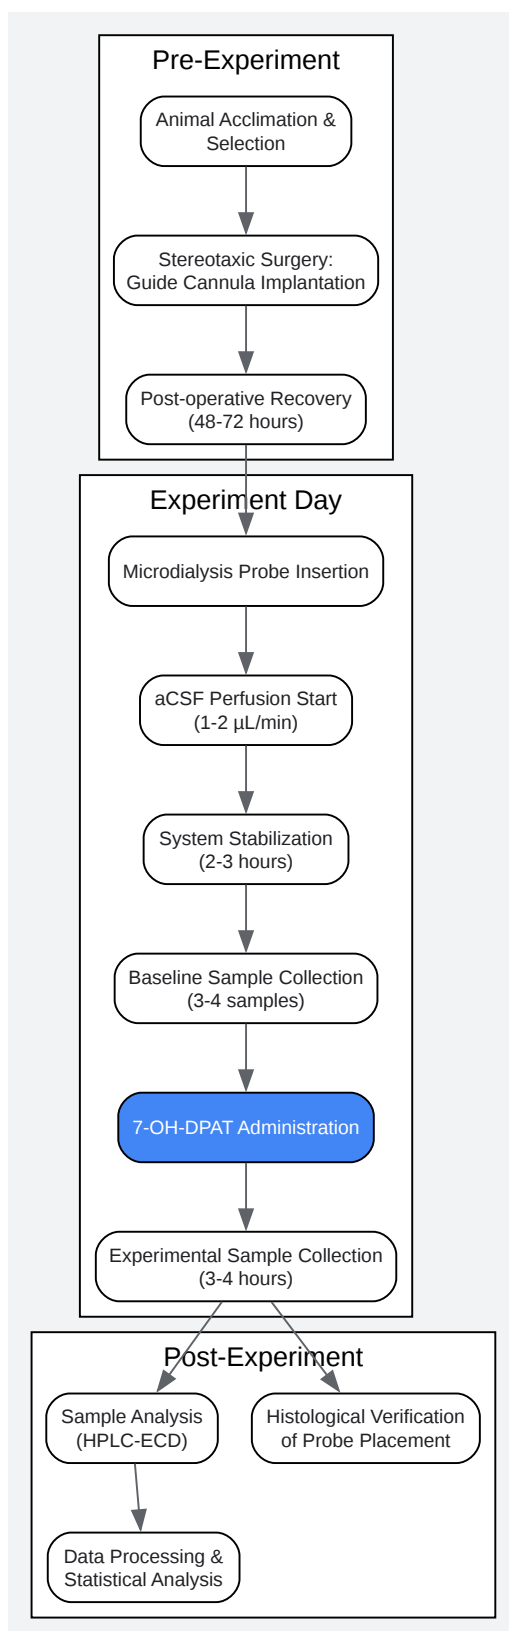 Pre-Experiment
Animal Acclimation &
Selection
Stereotaxic Surgery:
Guide Cannula Implantation
Post-operative Recovery
(48-72 hours)
Experiment Day
Microdialysis Probe Insertion
aCSF Perfusion Start
(1-2 µL/min)
System Stabilization
(2-3 hours)
Baseline Sample Collection
(3-4 samples)
7-OH-DPAT Administration
Experimental Sample Collection
(3-4 hours)
Post-Experiment
Sample Analysis
(HPLC-ECD)
Histological Verification
of Probe Placement
Data Processing &
Statistical Analysis